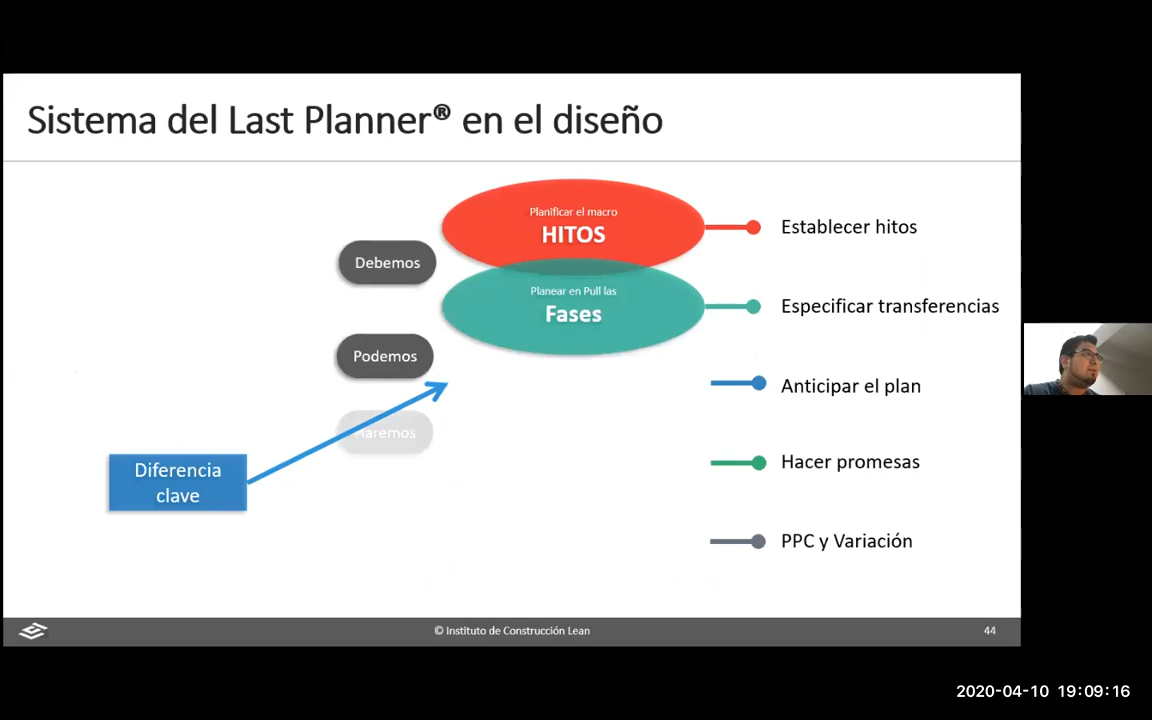 Sistema del Last Planner® en el diseño
Planificar el macro
HITOS
Establecer hitos
Debemos
Planear en Pull las
Fases
Especificar transferencias
Podemos
Anticipar el plan
Haremos
Hacer promesas
Diferencia
clave
PPC y Variación
© Instituto de Construcción Lean
44
2020-04-10 19:09:16